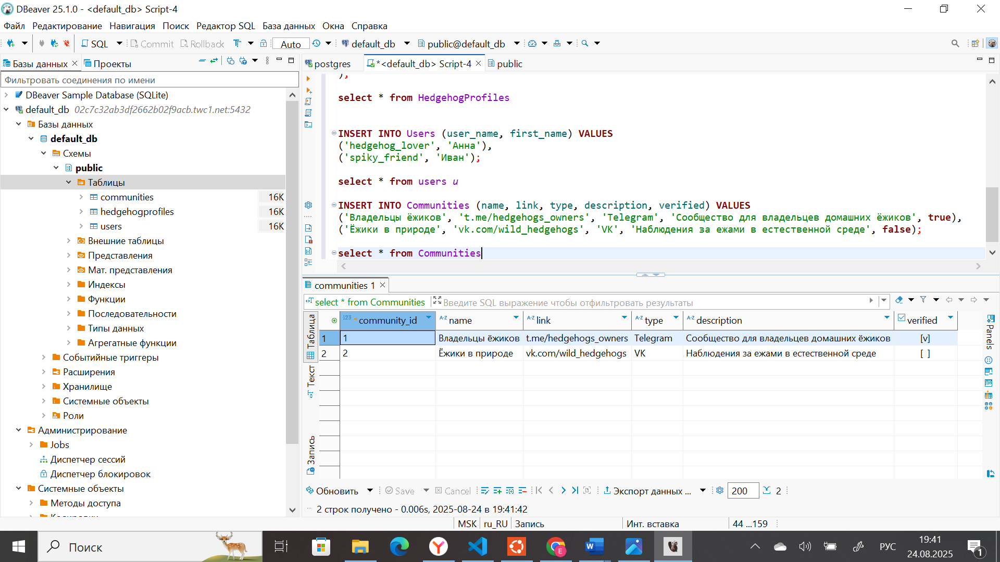 DBeaver 25.1.0 - <default_db> Script-4
Файл Редактирование Навигация Поиск Редактор SQL База данных Окна Справка
SQL Commit Rollback Auto default_db public@default_db
Базы данных Проекты
Фильтровать соединения по имени
DBeaver Sample Database (SQLite)
default_db 02c7c32ab3df2662b02f9acb.twc1.net:5432
Базы данных
default_db
Схемы
public
Таблицы
communities 16K
hedgehogprofiles 16K
users 16K
Внешние таблицы
Представления
Мат. представления
Индексы
Функции
Последовательности
Типы данных
Агрегатные функции
Событийные триггеры
Расширения
Хранилище
Системные объекты
Роли
Администрирование
Jobs
Диспетчер сессий
Диспетчер блокировок
Системные объекты
Методы доступа
postgres *<default_db> Script-4 public
);
select * from HedgehogProfiles
INSERT INTO Users (user_name, first_name) VALUES
('hedgehog_lover', 'Анна'),
('spiky_friend', 'Иван');
select * from users u
INSERT INTO Communities (name, link, type, description, verified) VALUES
('Владельцы ёжиков', 't.me/hedgehogs_owners', 'Telegram', 'Сообщество для владельцев домашних ёжиков', true),
('Ёжики в природе', 'vk.com/wild_hedgehogs', 'VK', 'Наблюдения за ежами в естественной среде', false);
select * from Communities
communities 1
select * from Communities Введите SQL выражение чтобы отфильтровать результаты
Таблица
Текст
Запись
123 community_id A-Z name A-Z link A-Z type A-Z description verified
1 1 Владельцы ёжиков t.me/hedgehogs_owners Telegram Сообщество для владельцев домашних ёжиков [v]
2 2 Ёжики в природе vk.com/wild_hedgehogs VK Наблюдения за ежами в естественной среде [ ]
Panels
Обновить Save Cancel Экспорт данных ... 200 2
2 строк получено - 0.006s, 2025-08-24 в 19:41:42
MSK ru_RU Запись Инт. вставка 44 ...159
Поиск
РУС
19:41
24.08.2025
1